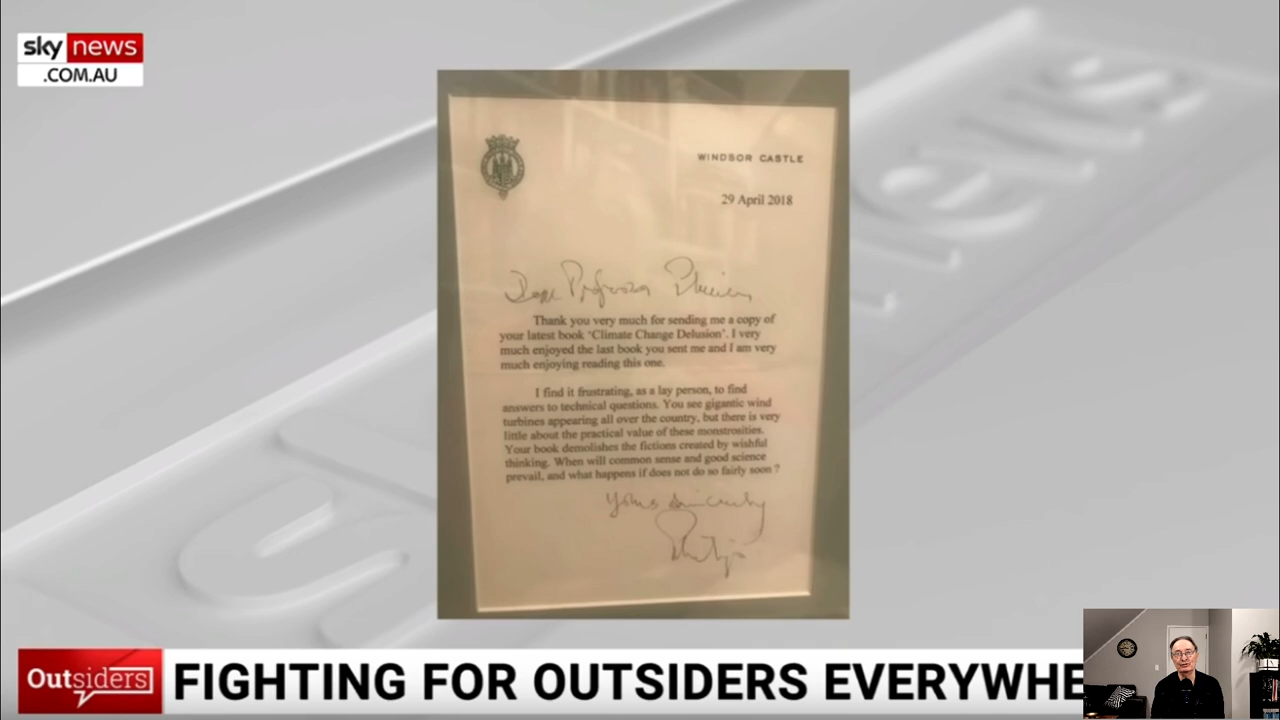 sky news
.COM.AU
WINDSOR CASTLE
29 April 2018
Dear Professor Plimer,
Thank you very much for sending me a copy of
your latest book 'Climate Change Delusion'. I very
much enjoyed the last book you sent me and I am very
much enjoying reading this one.
I find it frustrating, as a lay person, to find
answers to technical questions. You see gigantic wind
turbines appearing all over the country, but there is very
little about the practical value of these monstrosities.
Your book demolishes the fictions created by wishful
thinking. When will common sense and good science
prevail, and what happens if does not do so fairly soon ?
Yours sincerely
Philip
Outsiders
FIGHTING FOR OUTSIDERS EVERYWHE